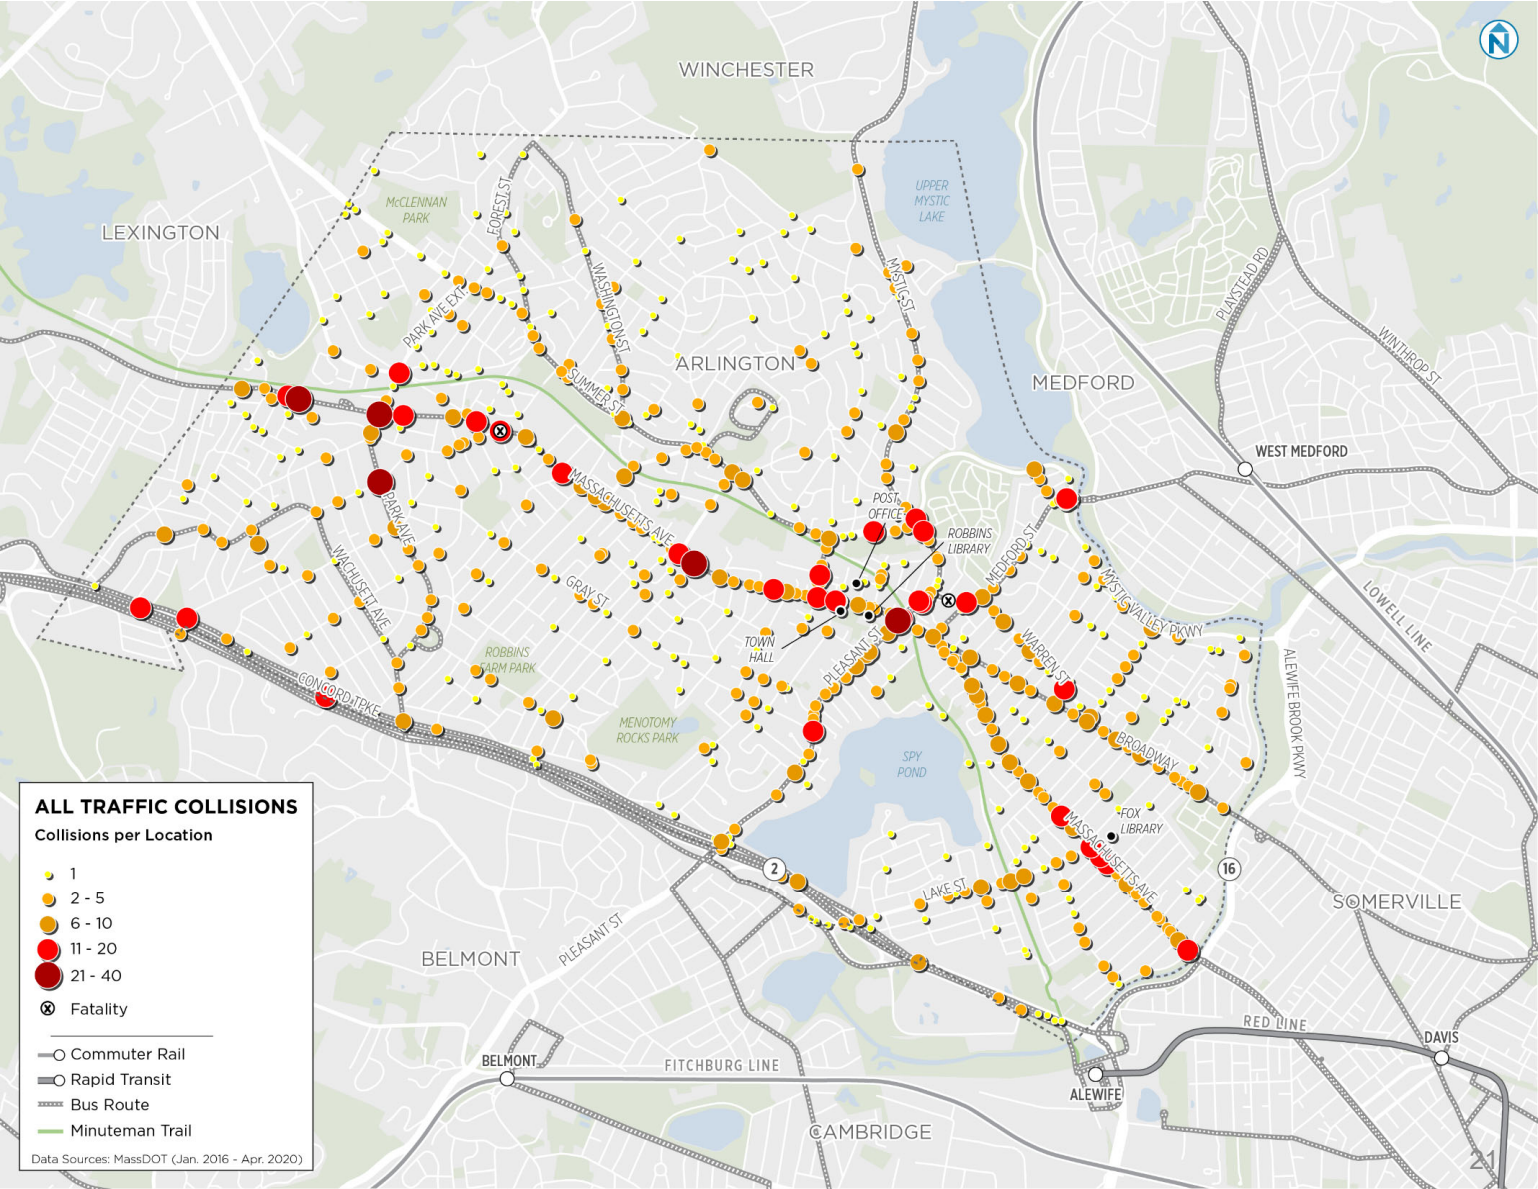 N
WINCHESTER
McCLENNAN
PARK
UPPER
MYSTIC
LAKE
LEXINGTON
FOREST ST
WASHINGTON ST
MYSTIC ST
PLAYSTEAD RD
PARK AVE EXT.
WINTHROP ST
ARLINGTON
SUMMER ST
MEDFORD
WEST MEDFORD
MASSACHUSETTS AVE
POST
OFFICE
PARK AVE
ROBBINS
LIBRARY
MEDFORD ST
WACHUSETT AVE
GRAY ST
MYSTIC VALLEY PKWY
LOWELL LINE
TOWN
HALL
PLEASANT ST
WARREN ST
ROBBINS
FARM PARK
ALEWIFE BROOK PKWY
CONCORD TPKE
MENOTOMY
ROCKS PARK
SPY
POND
BROADWAY
FOX
LIBRARY
MASSACHUSETTS AVE
2
16
LAKE ST
SOMERVILLE
PLEASANT ST
BELMONT
RED LINE
DAVIS
BELMONT
FITCHBURG LINE
ALEWIFE
CAMBRIDGE
ALL TRAFFIC COLLISIONS
Collisions per Location
1
2 - 5
6 - 10
11 - 20
21 - 40
Fatality
Commuter Rail
Rapid Transit
Bus Route
Minuteman Trail
Data Sources: MassDOT (Jan. 2016 - Apr. 2020)
21